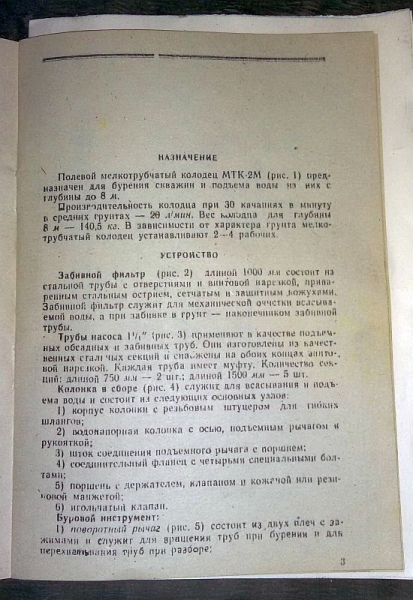 НАЗНАЧЕНИЕ
Полевой мелкотрубчатый колодец МТК-2М (рис. 1) пред-
назначен для бурения скважин и подъема воды из них с
глубины до 8 м.
Производительность колодца при 30 качаниях в минуту
в средних грунтах — 20 л/мин. Вес колодца для глубины
8 м — 140,5 кг. В зависимости от характера грунта мелко-
трубчатый колодец устанавливают 2—4 рабочих.
УСТРОЙСТВО
Забивной фильтр (рис. 2) длиной 1000 мм состоит из
стальной трубы с отверстиями и винтовой нарезкой, прива-
ренным стальным острием, сетчатым и защитным кожухами.
Забивной фильтр служит для механической очистки всасыва-
емой воды, а при забивке в грунт — наконечником забивной
трубы.
Трубы насоса 1¹/₄" (рис. 3) применяют в качестве подъем-
ных обсадных и забивных труб. Они изготовлены из качест-
венных стальных секций и снабжены на обоих концах винто-
вой нарезкой. Каждая труба имеет муфту. Количество сек-
ций: длиной 750 мм — 2 шт.; длиной 1500 мм — 5 шт.
Колонка в сборе (рис. 4) служит для всасывания и подъ-
ема воды и состоит из следующих основных узлов:
1) корпус колонки с резьбовым штуцером для гибких
шлангов;
2) водонапорная колонка с осью, подъемным рычагом и
рукояткой;
3) шток соединения подъемного рычага с поршнем;
4) соединительный фланец с четырьмя специальными бол-
тами;
5) поршень с держателем, клапаном и кожечой или рези-
новой манжетой;
6) игольчатый клапан.
Буровой инструмент:
1) поворотный рычаг (рис. 5) состоит из двух плеч с за-
жимами и служит для вращения труб при бурении и для
перехватывания труб при разборе;
3